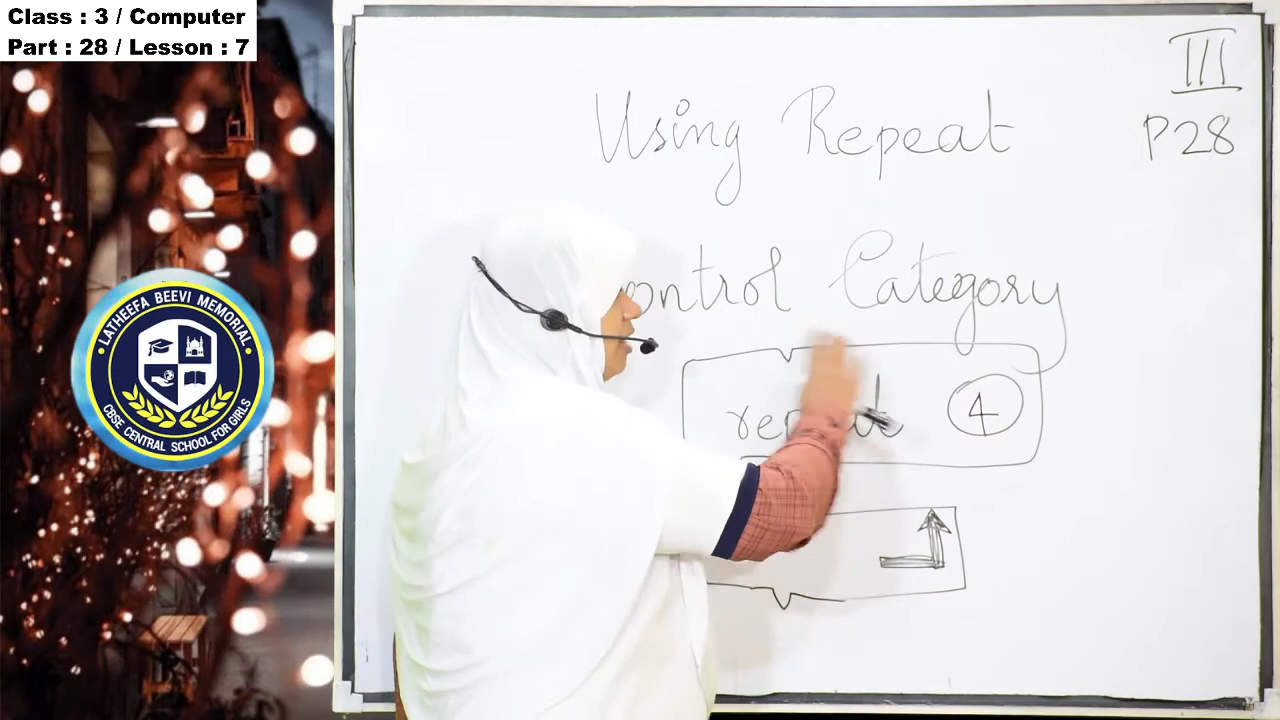 Class : 3 / Computer
Part : 28 / Lesson : 7
III
P28
Using Repeat
ontrol Category
repeat 4
LATHEEFA BEEVI MEMORIAL
CBSE CENTRAL SCHOOL FOR GIRLS